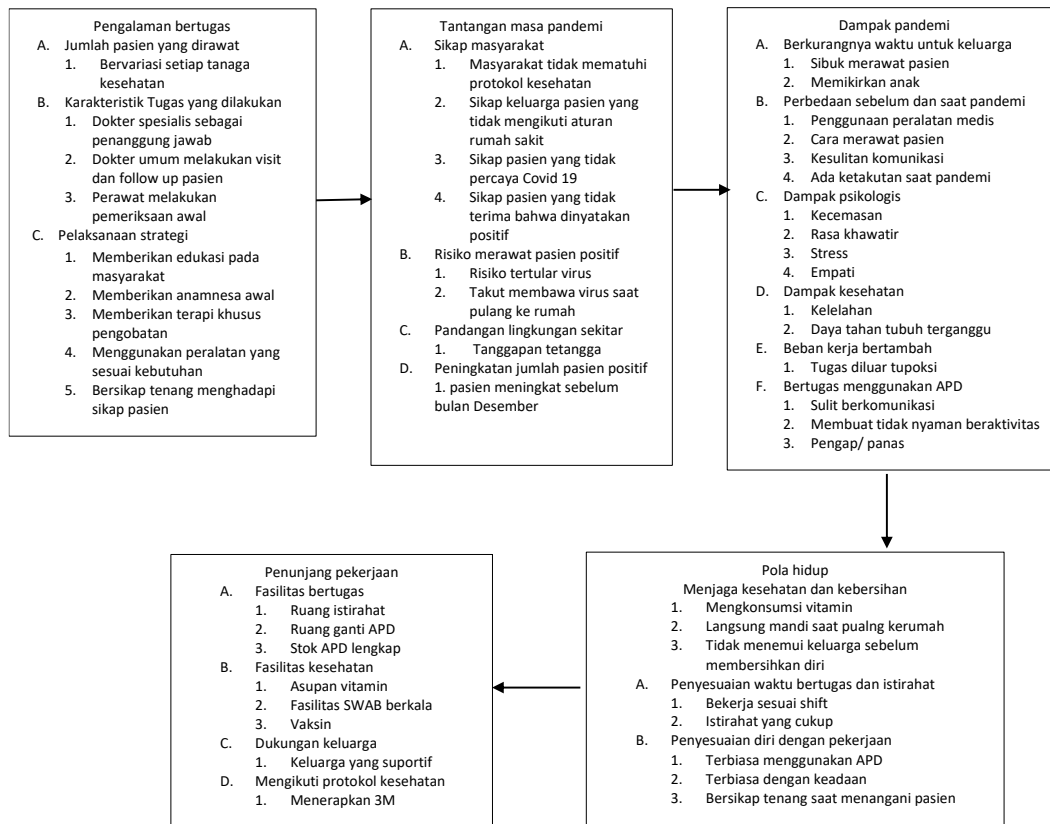 Pengalaman bertugas
A. Jumlah pasien yang dirawat
1. Bervariasi setiap tanaga
kesehatan
B. Karakteristik Tugas yang dilakukan
1. Dokter spesialis sebagai
penanggung jawab
2. Dokter umum melakukan visit
dan follow up pasien
3. Perawat melakukan
pemeriksaan awal
C. Pelaksanaan strategi
1. Memberikan edukasi pada
masyarakat
2. Memberikan anamnesa awal
3. Memberikan terapi khusus
pengobatan
4. Menggunakan peralatan yang
sesuai kebutuhan
5. Bersikap tenang menghadapi
sikap pasien
Tantangan masa pandemi
A. Sikap masyarakat
1. Masyarakat tidak mematuhi
protokol kesehatan
2. Sikap keluarga pasien yang
tidak mengikuti aturan
rumah sakit
3. Sikap pasien yang tidak
percaya Covid 19
4. Sikap pasien yang tidak
terima bahwa dinyatakan
positif
B. Risiko merawat pasien positif
1. Risiko tertular virus
2. Takut membawa virus saat
pulang ke rumah
C. Pandangan lingkungan sekitar
1. Tanggapan tetangga
D. Peningkatan jumlah pasien positif
1. pasien meningkat sebelum
bulan Desember
Dampak pandemi
A. Berkurangnya waktu untuk keluarga
1. Sibuk merawat pasien
2. Memikirkan anak
B. Perbedaan sebelum dan saat pandemi
1. Penggunaan peralatan medis
2. Cara merawat pasien
3. Kesulitan komunikasi
4. Ada ketakutan saat pandemi
C. Dampak psikologis
1. Kecemasan
2. Rasa khawatir
3. Stress
4. Empati
D. Dampak kesehatan
1. Kelelahan
2. Daya tahan tubuh terganggu
E. Beban kerja bertambah
1. Tugas diluar tupoksi
F. Bertugas menggunakan APD
1. Sulit berkomunikasi
2. Membuat tidak nyaman beraktivitas
3. Pengap/ panas
Pola hidup
Menjaga kesehatan dan kebersihan
1. Mengkonsumsi vitamin
2. Langsung mandi saat pualng kerumah
3. Tidak menemui keluarga sebelum
membersihkan diri
A. Penyesuaian waktu bertugas dan istirahat
1. Bekerja sesuai shift
2. Istirahat yang cukup
B. Penyesuaian diri dengan pekerjaan
1. Terbiasa menggunakan APD
2. Terbiasa dengan keadaan
3. Bersikap tenang saat menangani pasien
Penunjang pekerjaan
A. Fasilitas bertugas
1. Ruang istirahat
2. Ruang ganti APD
3. Stok APD lengkap
B. Fasilitas kesehatan
1. Asupan vitamin
2. Fasilitas SWAB berkala
3. Vaksin
C. Dukungan keluarga
1. Keluarga yang suportif
D. Mengikuti protokol kesehatan
1. Menerapkan 3M